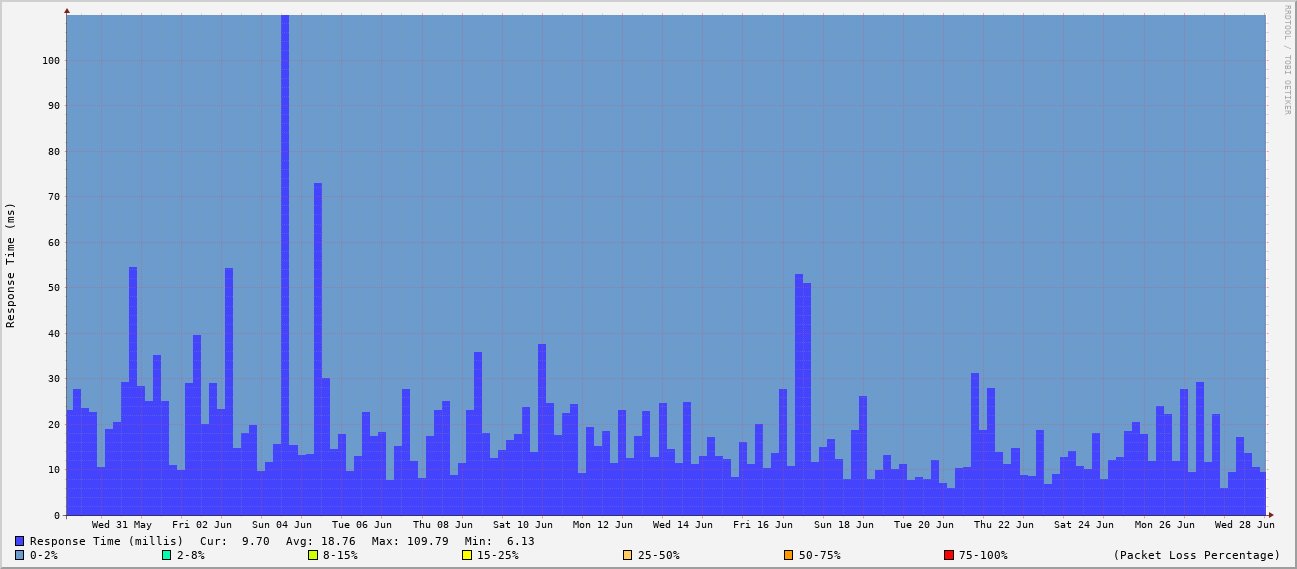 RRDTOOL / TOBI OETIKER
Response Time (ms)
100
90
80
70
60
50
40
30
20
10
0
Wed 31 May Fri 02 Jun Sun 04 Jun Tue 06 Jun Thu 08 Jun Sat 10 Jun Mon 12 Jun Wed 14 Jun Fri 16 Jun Sun 18 Jun Tue 20 Jun Thu 22 Jun Sat 24 Jun Mon 26 Jun Wed 28 Jun
Response Time (millis) Cur: 9.70 Avg: 18.76 Max: 109.79 Min: 6.13
0-2% 2-8% 8-15% 15-25% 25-50% 50-75% 75-100% (Packet Loss Percentage)